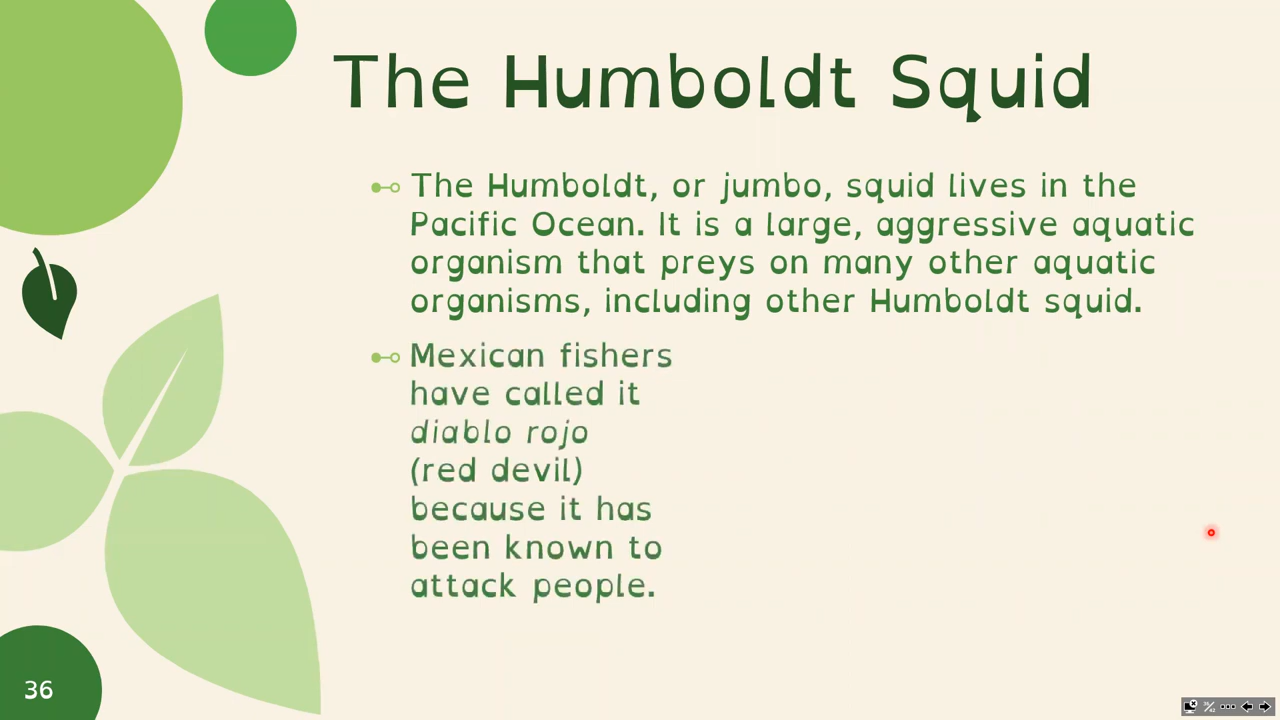 The Humboldt Squid
The Humboldt, or jumbo, squid lives in the
Pacific Ocean. It is a large, aggressive aquatic
organism that preys on many other aquatic
organisms, including other Humboldt squid.
Mexican fishers
have called it
diablo rojo
(red devil)
because it has
been known to
attack people.
36